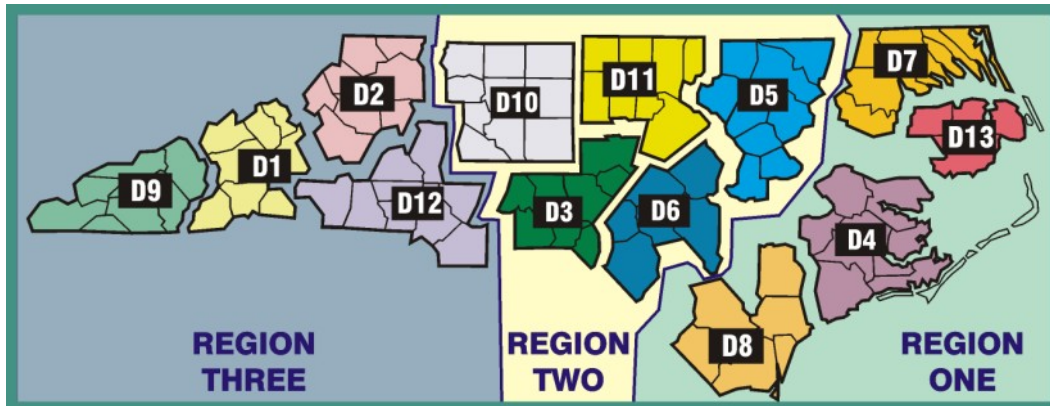 D7
D2
D11
D5
D10
D13
D1
D9
D12
D3
D6
D4
D8
REGION
THREE
REGION
TWO
REGION
ONE